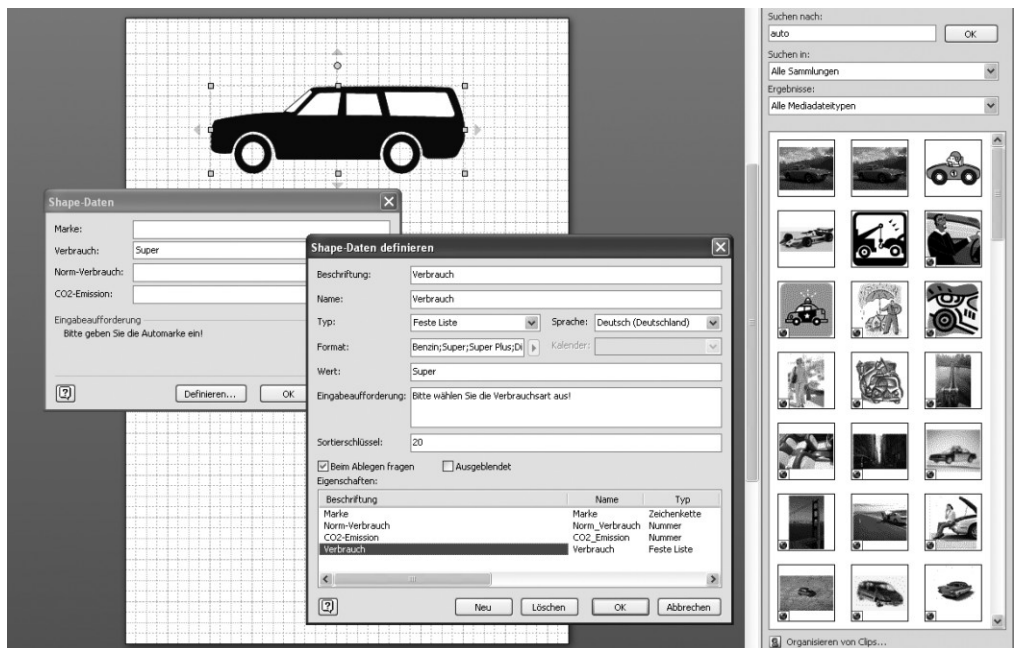 Suchen nach:
auto
OK
Suchen in:
Alle Sammlungen
Ergebnisse:
Alle Mediadateitypen
Shape-Daten
Marke:
Verbrauch: Super
Norm-Verbrauch:
CO2-Emission:
Eingabeaufforderung
Bitte geben Sie die Automarke ein!
Definieren... OK
Shape-Daten definieren
Beschriftung: Verbrauch
Name: Verbrauch
Typ: Feste Liste Sprache: Deutsch (Deutschland)
Format: Benzin;Super;Super Plus;Di Kalender:
Wert: Super
Eingabeaufforderung: Bitte wählen Sie die Verbrauchsart aus!
Sortierschlüssel: 20
Beim Ablegen fragen Ausgeblendet
Eigenschaften:
Beschriftung Name Typ
Marke Marke Zeichenkette
Norm-Verbrauch Norm_Verbrauch Nummer
CO2-Emission CO2_Emission Nummer
Verbrauch Verbrauch Feste Liste
Neu Löschen OK Abbrechen
Organisieren von Clips...